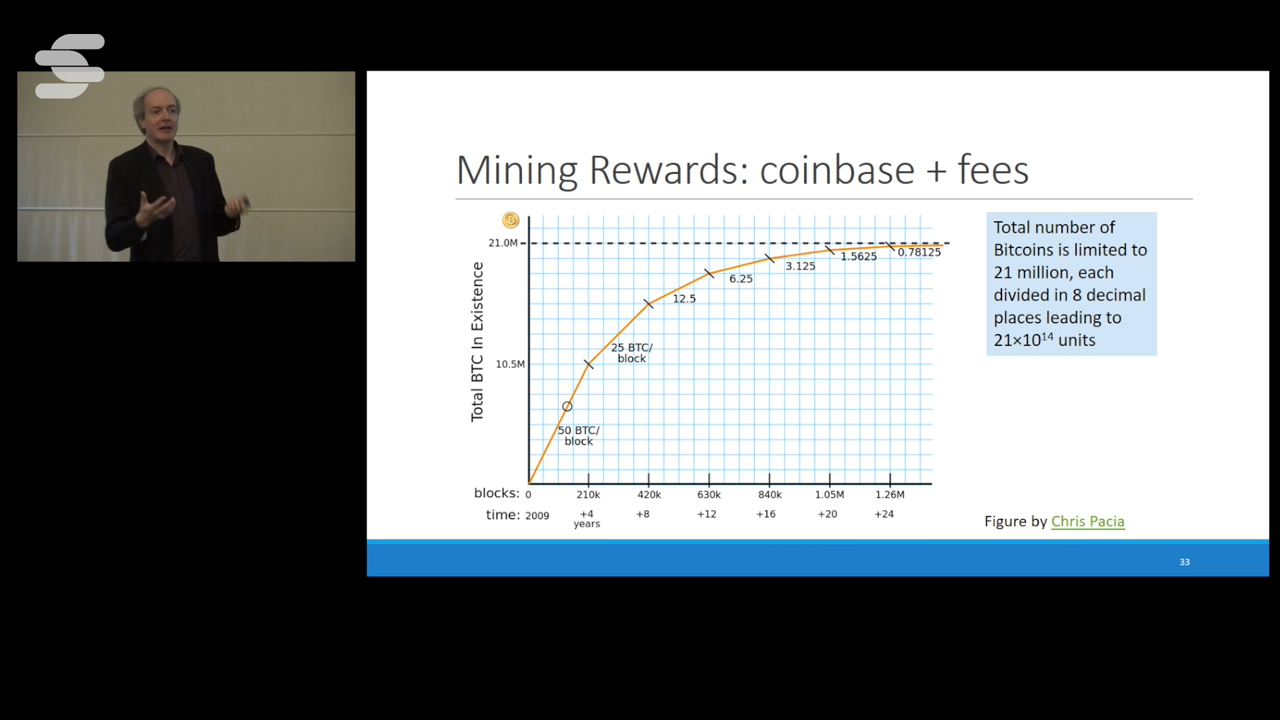 Mining Rewards: coinbase + fees
21.0M
10.5M
Total BTC In Existence
50 BTC/
block
25 BTC/
block
12.5
6.25
3.125
1.5625
0.78125
blocks: 0 210k 420k 630k 840k 1.05M 1.26M
time: 2009 +4 +8 +12 +16 +20 +24
years
Total number of
Bitcoins is limited to
21 million, each
divided in 8 decimal
places leading to
21×10¹⁴ units
Figure by Chris Pacia
33